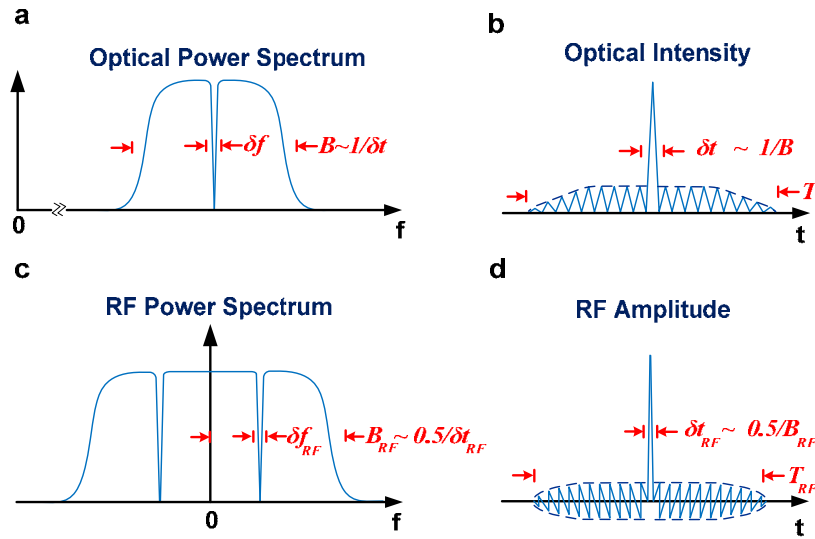 a
Optical Power Spectrum
δf
B~1/δt
0
f
b
Optical Intensity
δt ~ 1/B
T
t
c
RF Power Spectrum
δf_RF
B_RF ~ 0.5/δt_RF
0
f
d
RF Amplitude
δt_RF ~ 0.5/B_RF
T_RF
t